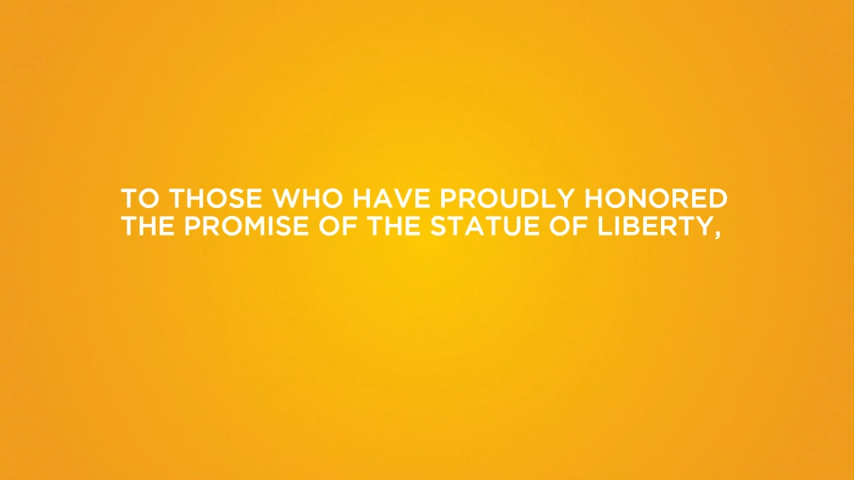 TO THOSE WHO HAVE PROUDLY HONORED
THE PROMISE OF THE STATUE OF LIBERTY,